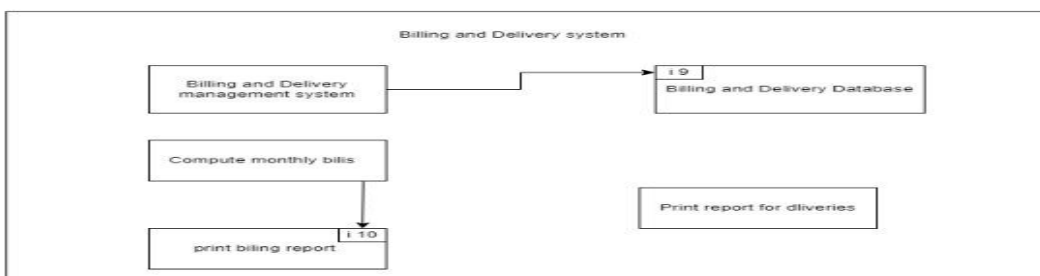 Billing and Delivery system
Billing and Delivery
management system
i 9
Billing and Delivery Database
Compute monthly bilis
Print report for dliveries
i 10
print biling report